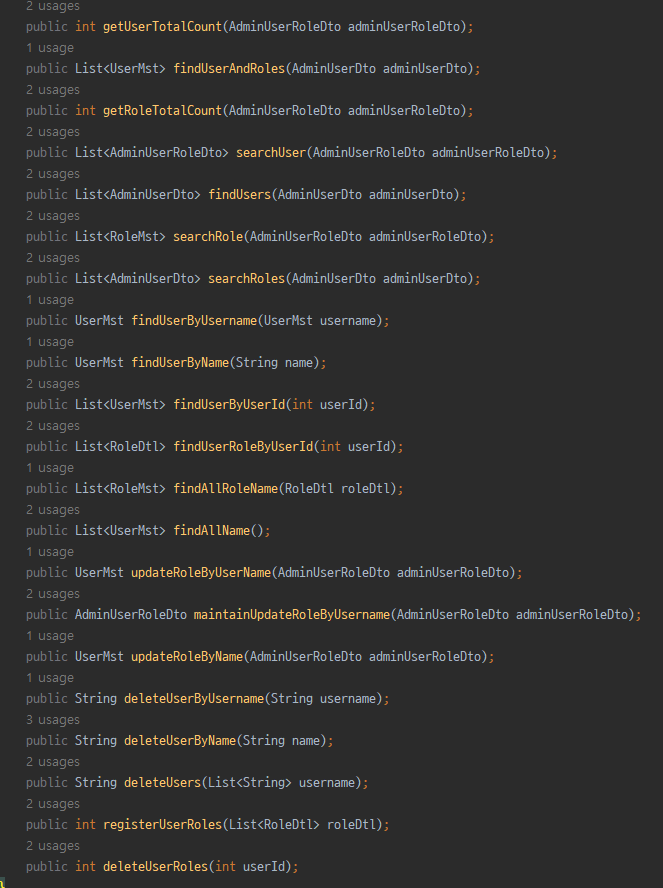 2 usages
public int getUserTotalCount(AdminUserRoleDto adminUserRoleDto);
1 usage
public List<UserMst> findUserAndRoles(AdminUserDto adminUserDto);
2 usages
public int getRoleTotalCount(AdminUserRoleDto adminUserRoleDto);
2 usages
public List<AdminUserRoleDto> searchUser(AdminUserRoleDto adminUserRoleDto);
2 usages
public List<AdminUserDto> findUsers(AdminUserDto adminUserDto);
2 usages
public List<RoleMst> searchRole(AdminUserRoleDto adminUserRoleDto);
2 usages
public List<AdminUserDto> searchRoles(AdminUserDto adminUserDto);
1 usage
public UserMst findUserByUsername(UserMst username);
1 usage
public UserMst findUserByName(String name);
2 usages
public List<UserMst> findUserByUserId(int userId);
2 usages
public List<RoleDtl> findUserRoleByUserId(int userId);
1 usage
public List<RoleMst> findAllRoleName(RoleDtl roleDtl);
2 usages
public List<UserMst> findAllName();
1 usage
public UserMst updateRoleByUserName(AdminUserRoleDto adminUserRoleDto);
2 usages
public AdminUserRoleDto maintainUpdateRoleByUsername(AdminUserRoleDto adminUserRoleDto);
1 usage
public UserMst updateRoleByName(AdminUserRoleDto adminUserRoleDto);
1 usage
public String deleteUserByUsername(String username);
3 usages
public String deleteUserByName(String name);
2 usages
public String deleteUsers(List<String> username);
2 usages
public int registerUserRoles(List<RoleDtl> roleDtl);
2 usages
public int deleteUserRoles(int userId);
}